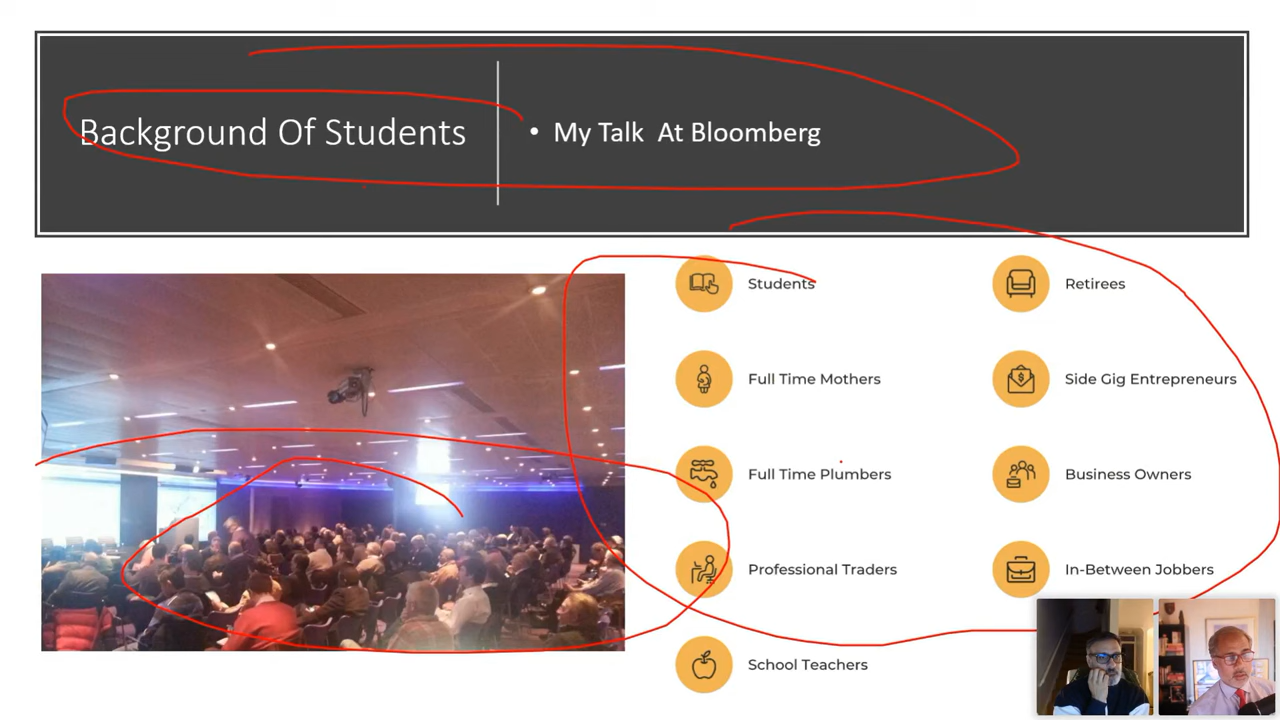 Background Of Students
• My Talk At Bloomberg
Students
Full Time Mothers
Full Time Plumbers
Professional Traders
School Teachers
Retirees
Side Gig Entrepreneurs
Business Owners
In-Between Jobbers